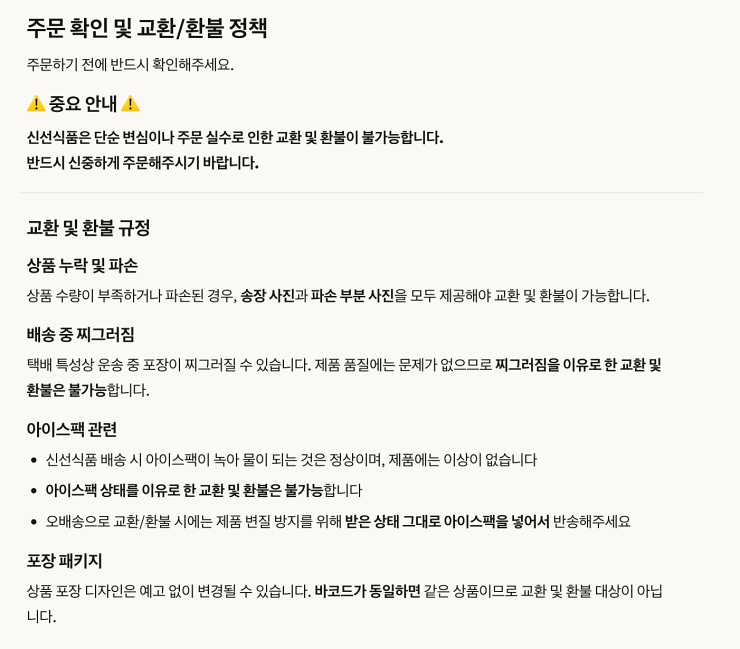 주문 확인 및 교환/환불 정책
주문하기 전에 반드시 확인해주세요.
⚠️ 중요 안내 ⚠️
신선식품은 단순 변심이나 주문 실수로 인한 교환 및 환불이 불가능합니다.
반드시 신중하게 주문해주시기 바랍니다.
교환 및 환불 규정
상품 누락 및 파손
상품 수량이 부족하거나 파손된 경우, 송장 사진과 파손 부분 사진을 모두 제공해야 교환 및 환불이 가능합니다.
배송 중 찌그러짐
택배 특성상 운송 중 포장이 찌그러질 수 있습니다. 제품 품질에는 문제가 없으므로 찌그러짐을 이유로 한 교환 및
환불은 불가능합니다.
아이스팩 관련
• 신선식품 배송 시 아이스팩이 녹아 물이 되는 것은 정상이며, 제품에는 이상이 없습니다
• 아이스팩 상태를 이유로 한 교환 및 환불은 불가능합니다
• 오배송으로 교환/환불 시에는 제품 변질 방지를 위해 받은 상태 그대로 아이스팩을 넣어서 반송해주세요
포장 패키지
상품 포장 디자인은 예고 없이 변경될 수 있습니다. 바코드가 동일하면 같은 상품이므로 교환 및 환불 대상이 아닙
니다.